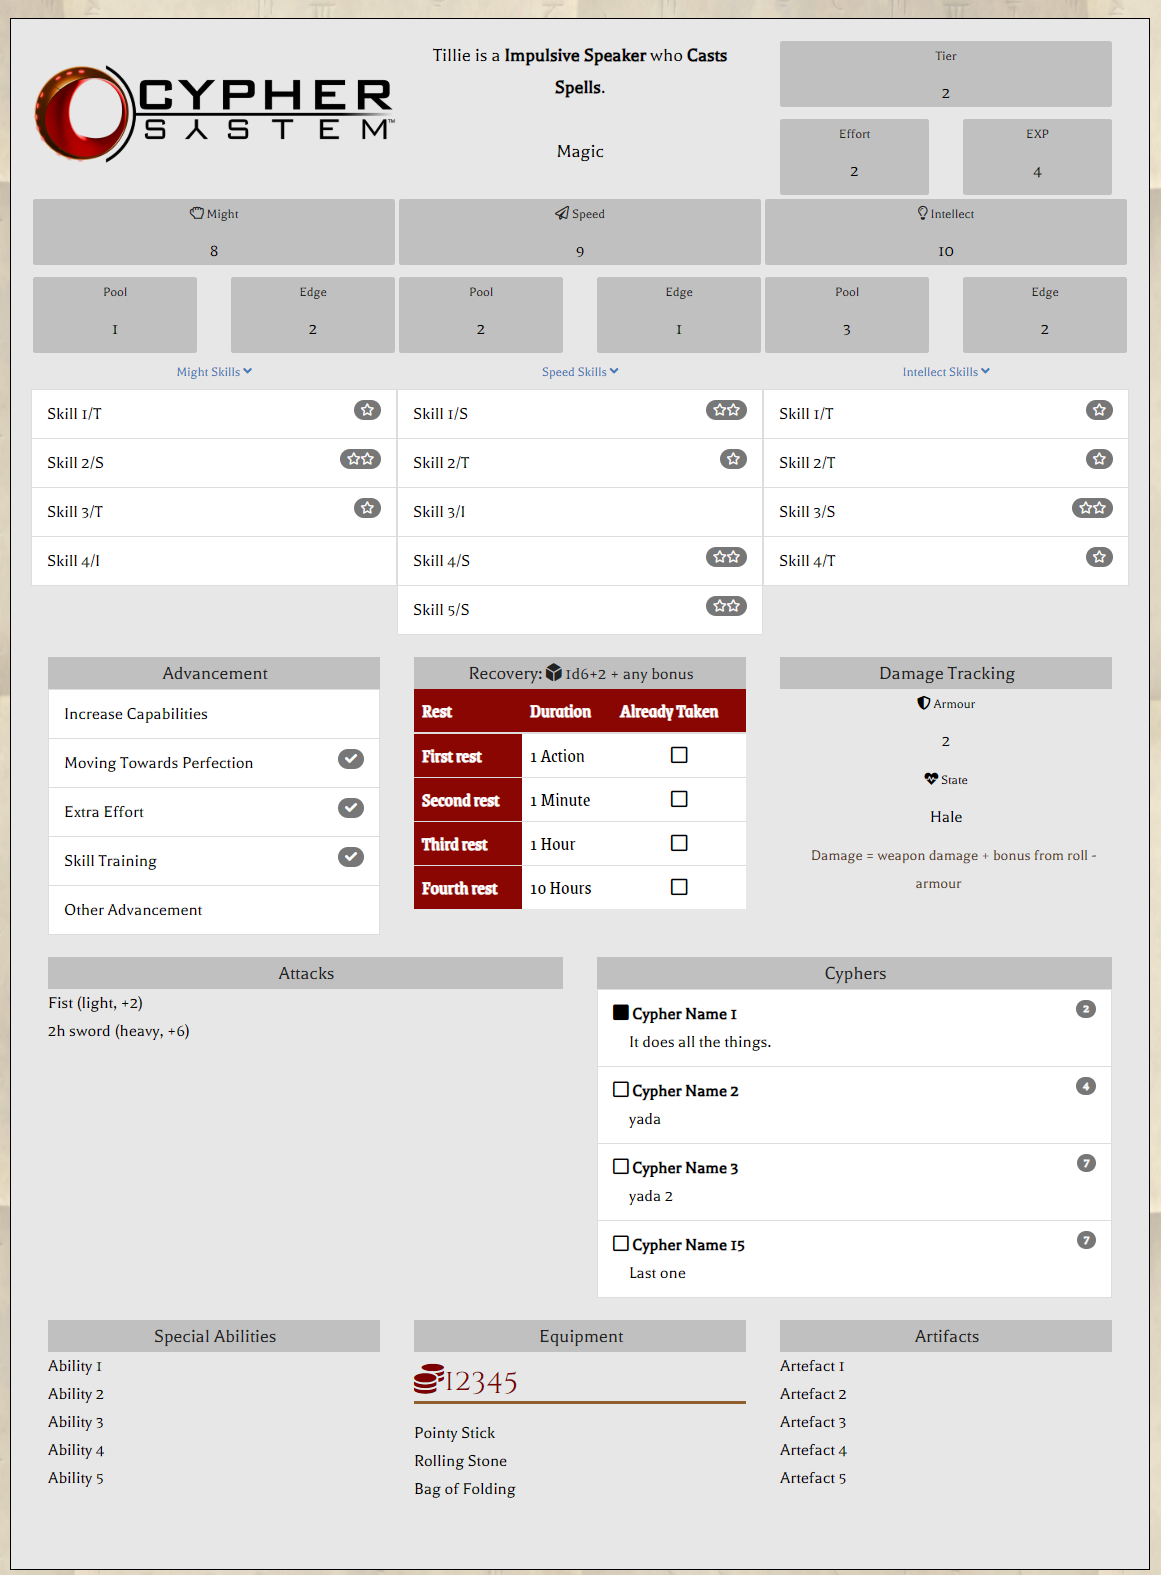 CYPHER
SYSTEM™
Tillie is a Impulsive Speaker who Casts
Spells.
Magic
Tier
2
Effort
2
EXP
4
Might
8
Speed
9
Intellect
10
Pool
1
Edge
2
Pool
2
Edge
1
Pool
3
Edge
2
Might Skills
Speed Skills
Intellect Skills
Skill 1/T
Skill 2/S
Skill 3/T
Skill 4/I
Skill 1/S
Skill 2/T
Skill 3/I
Skill 4/S
Skill 5/S
Skill 1/T
Skill 2/T
Skill 3/S
Skill 4/T
Advancement
Increase Capabilities
Moving Towards Perfection
Extra Effort
Skill Training
Other Advancement
Recovery: 1d6+2 + any bonus
Rest Duration Already Taken
First rest 1 Action
Second rest 1 Minute
Third rest 1 Hour
Fourth rest 10 Hours
Damage Tracking
Armour
2
State
Hale
Damage = weapon damage + bonus from roll -
armour
Attacks
Fist (light, +2)
2h sword (heavy, +6)
Cyphers
Cypher Name 1 2
It does all the things.
Cypher Name 2 4
yada
Cypher Name 3 7
yada 2
Cypher Name 15 7
Last one
Special Abilities
Ability 1
Ability 2
Ability 3
Ability 4
Ability 5
Equipment
12345
Pointy Stick
Rolling Stone
Bag of Folding
Artifacts
Artefact 1
Artefact 2
Artefact 3
Artefact 4
Artefact 5